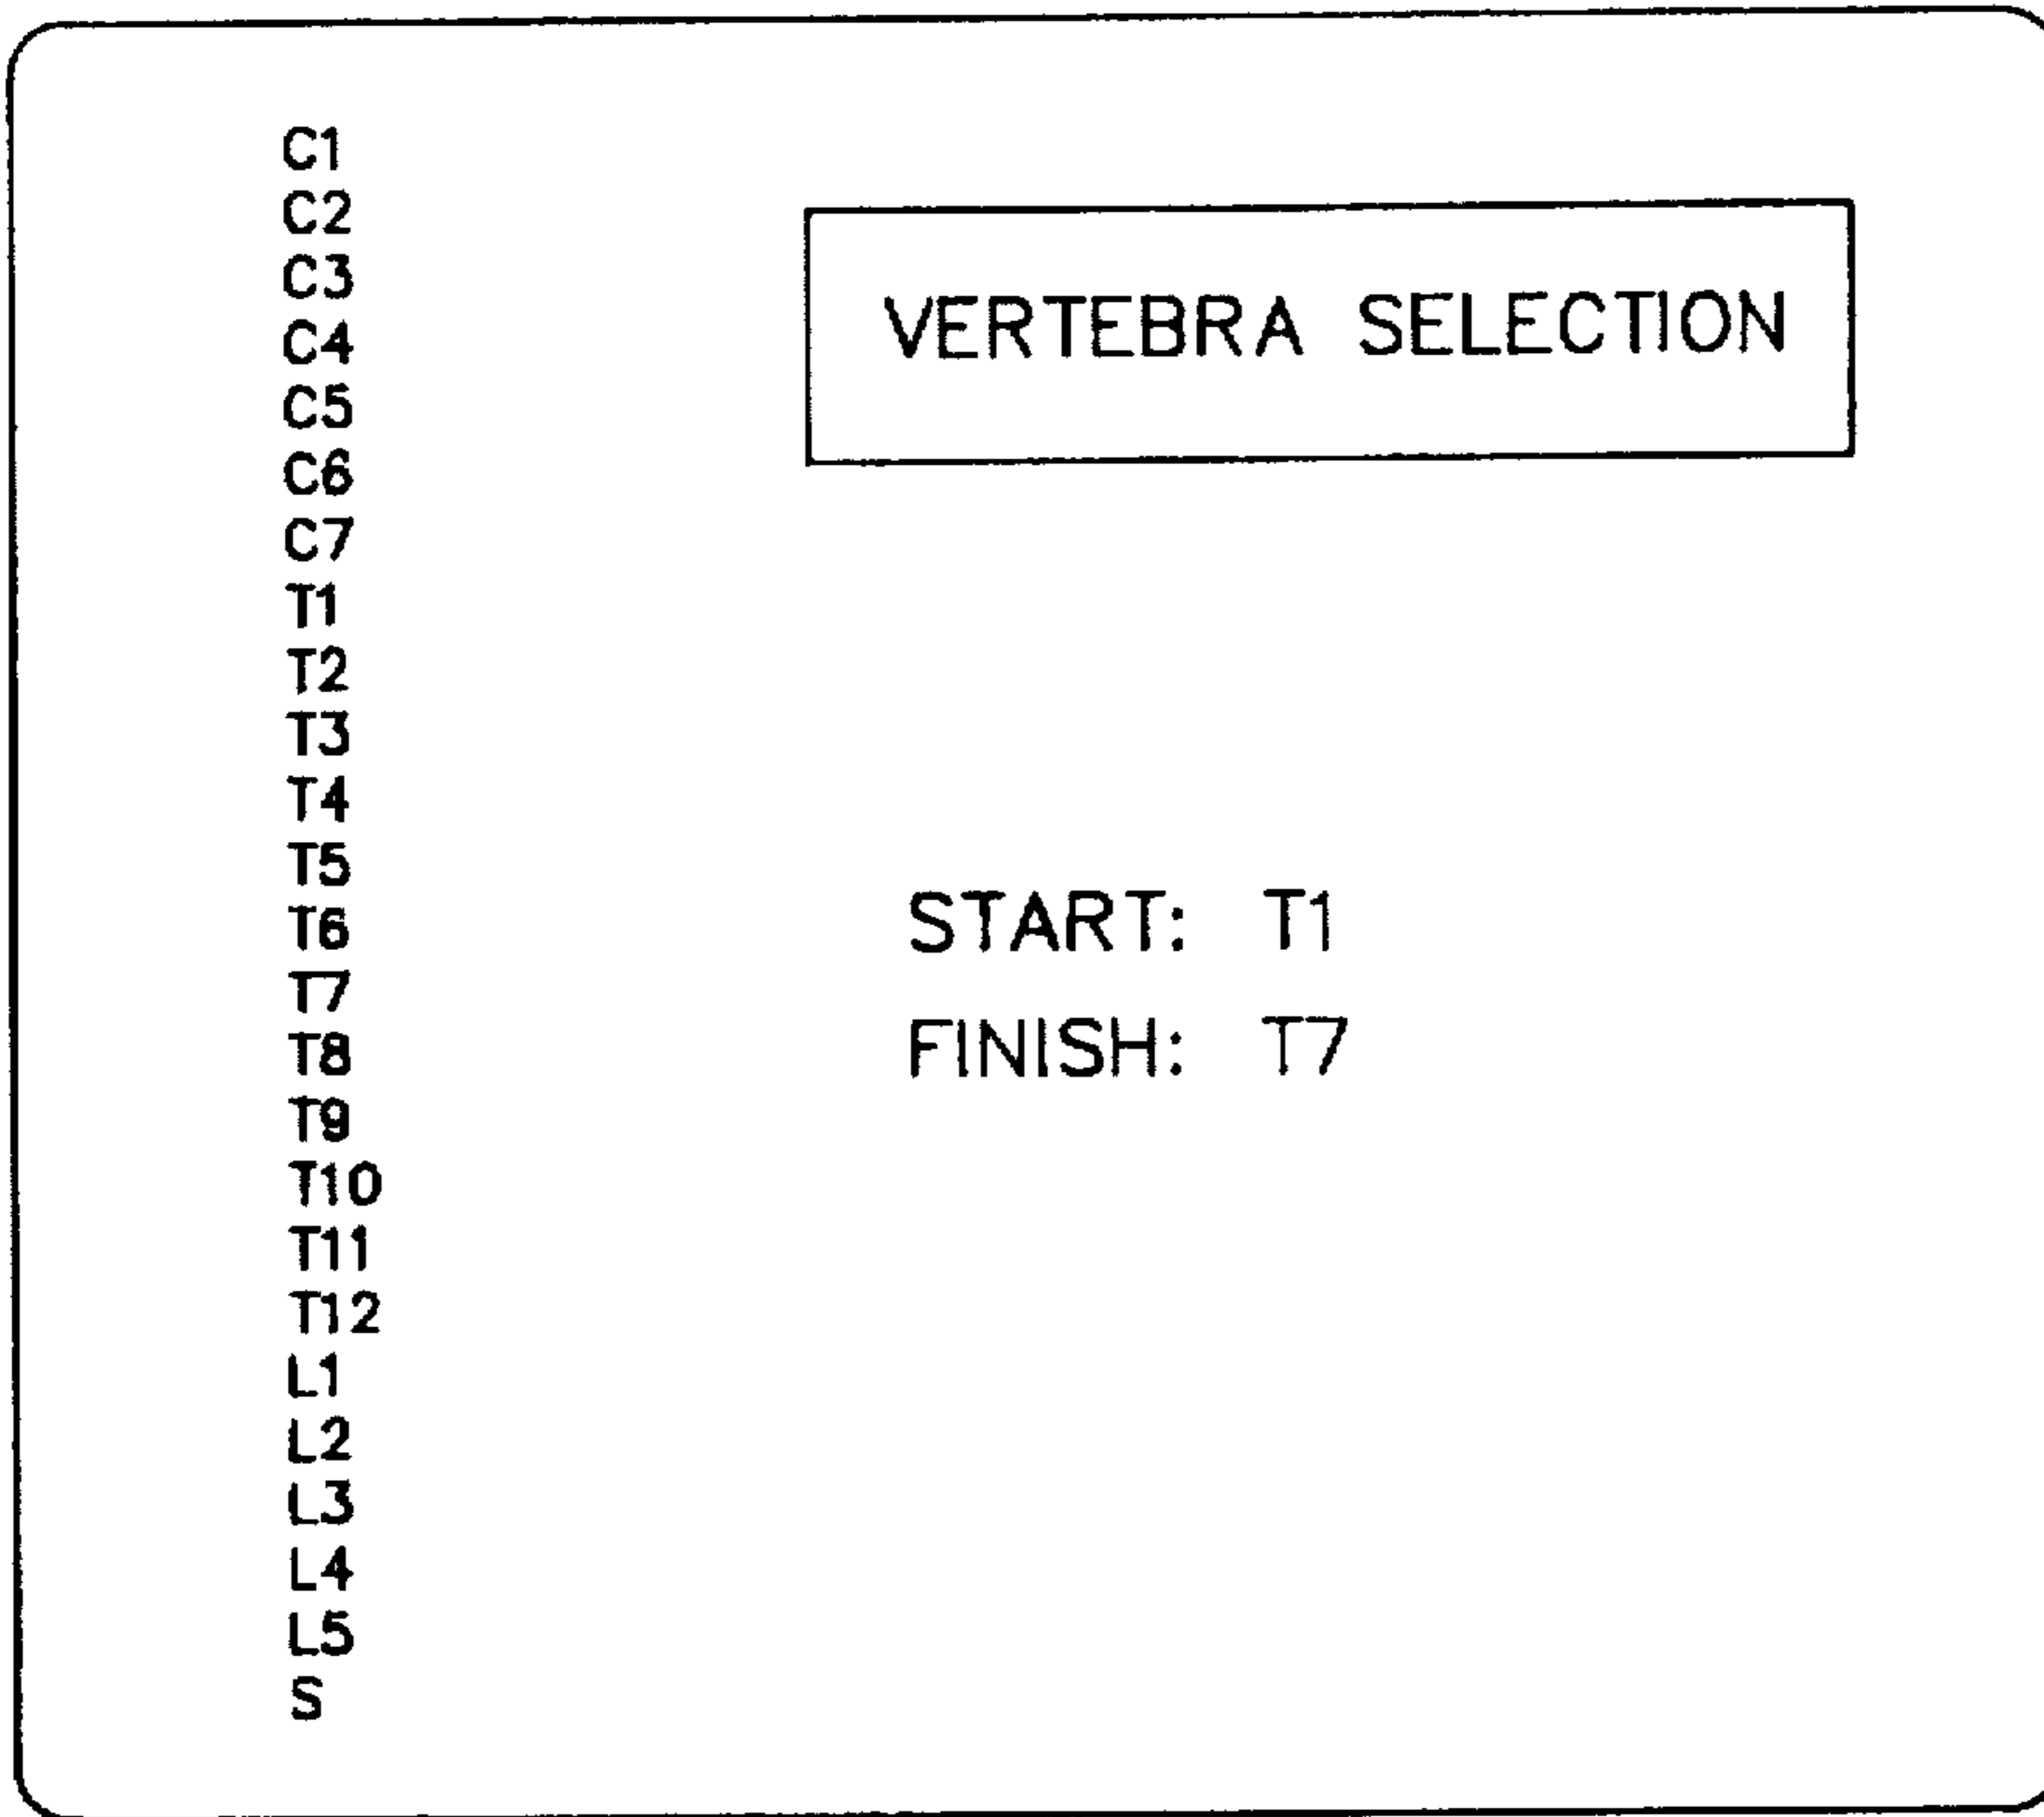 C1
C2
C3
C4
C5
C6
C7
T1
T2
T3
T4
T5
T6
T7
T8
T9
T10
T11
T12
L1
L2
L3
L4
L5
S
VERTEBRA SELECTION
START: T1
FINISH: T7